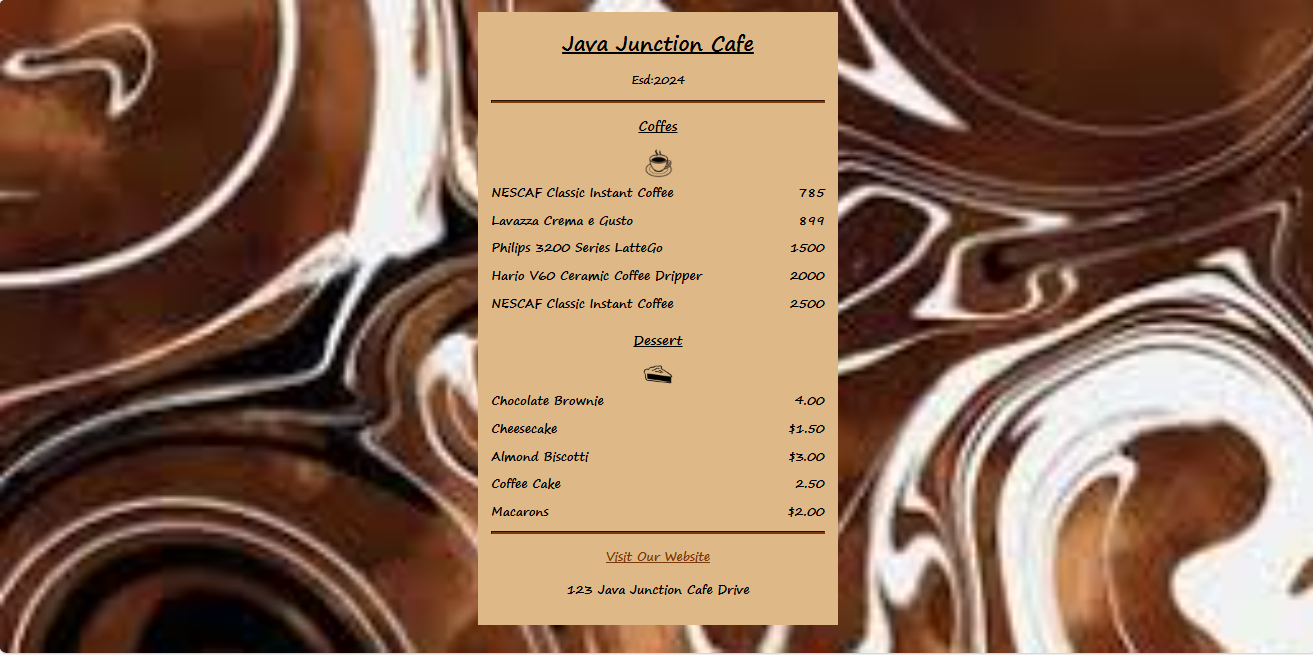 Java Junction Cafe
Esd:2024
Coffes
NESCAF Classic Instant Coffee 785
Lavazza Crema e Gusto 899
Philips 3200 Series LatteGo 1500
Hario V60 Ceramic Coffee Dripper 2000
NESCAF Classic Instant Coffee 2500
Dessert
Chocolate Brownie 4.00
Cheesecake $1.50
Almond Biscotti $3.00
Coffee Cake 2.50
Macarons $2.00
Visit Our Website
123 Java Junction Cafe Drive